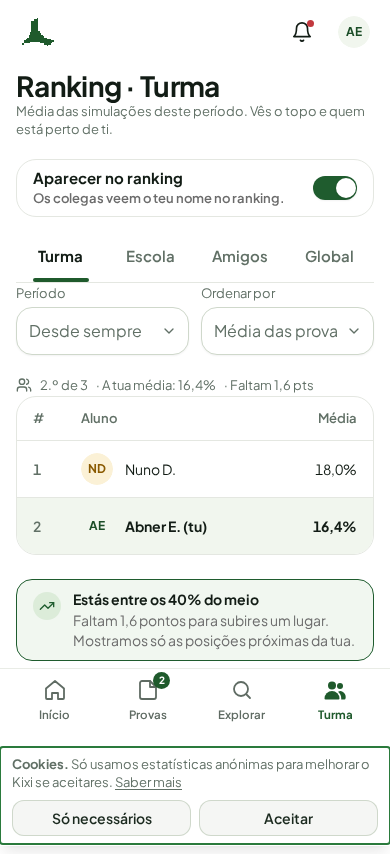 AE
Ranking · Turma
Média das simulações deste período. Vês o topo e quem
está perto de ti.
Aparecer no ranking
Os colegas veem o teu nome no ranking.
Turma Escola Amigos Global
Período Ordenar por
Desde sempre Média das prova
2.º de 3 · A tua média: 16,4% · Faltam 1,6 pts
# Aluno Média
1 ND Nuno D. 18,0%
2 AE Abner E. (tu) 16,4%
Estás entre os 40% do meio
Faltam 1,6 pontos para subires um lugar.
Mostramos só as posições próximas da tua.
2
Início Provas Explorar Turma
Cookies. Só usamos estatísticas anónimas para melhorar o
Kixi se aceitares. Saber mais
Só necessários Aceitar